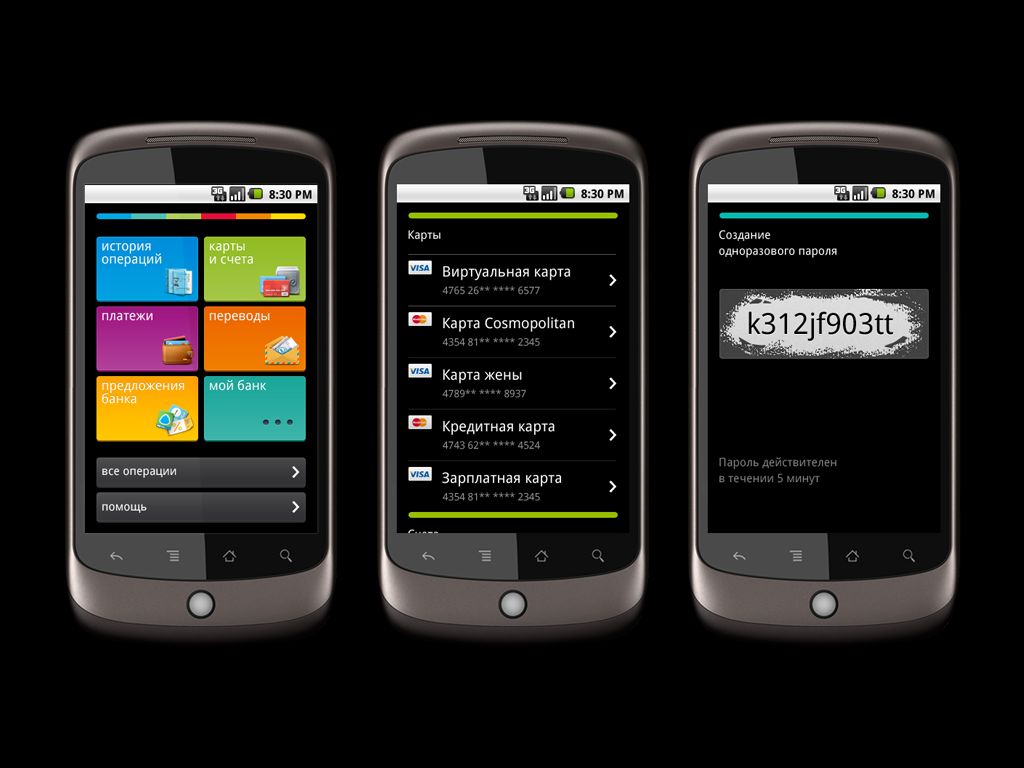 3G
8:30 PM
история
операций
карты
и счета
платежи
переводы
предложения
банка
мой банк
все операции
помощь
3G
8:30 PM
Карты
VISA
Виртуальная карта
4765 26** **** 6577
Карта Cosmopolitan
4354 81** **** 2345
VISA
Карта жены
4789** **** 8937
Кредитная карта
4743 62** **** 4524
VISA
Зарплатная карта
4354 81** **** 2345
3G
8:30 PM
Создание
одноразового пароля
k312jf903tt
Пароль действителен
в течении 5 минут